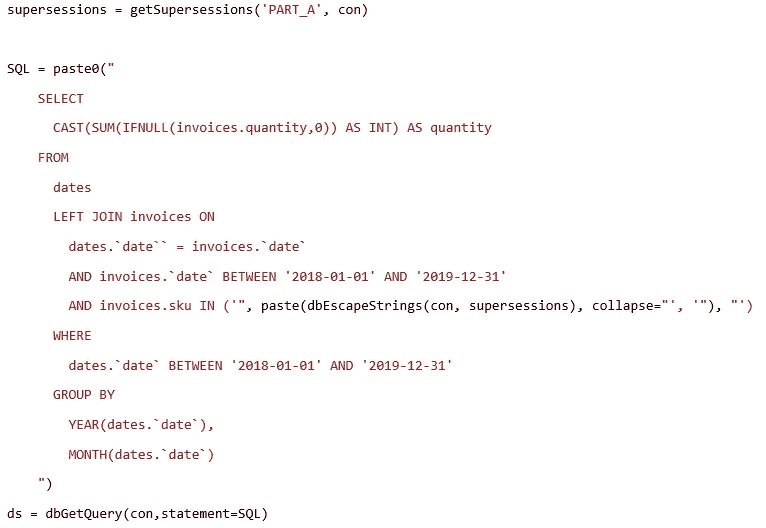 supersessions = getSupersessions('PART_A', con)
SQL = paste0("
SELECT
CAST(SUM(IFNULL(invoices.quantity,0)) AS INT) AS quantity
FROM
dates
LEFT JOIN invoices ON
dates.`date`` = invoices.`date`
AND invoices.`date` BETWEEN '2018-01-01' AND '2019-12-31'
AND invoices.sku IN ('", paste(dbEscapeStrings(con, supersessions), collapse="', '"), "')
WHERE
dates.`date` BETWEEN '2018-01-01' AND '2019-12-31'
GROUP BY
YEAR(dates.`date`),
MONTH(dates.`date`)
")
ds = dbGetQuery(con,statement=SQL)